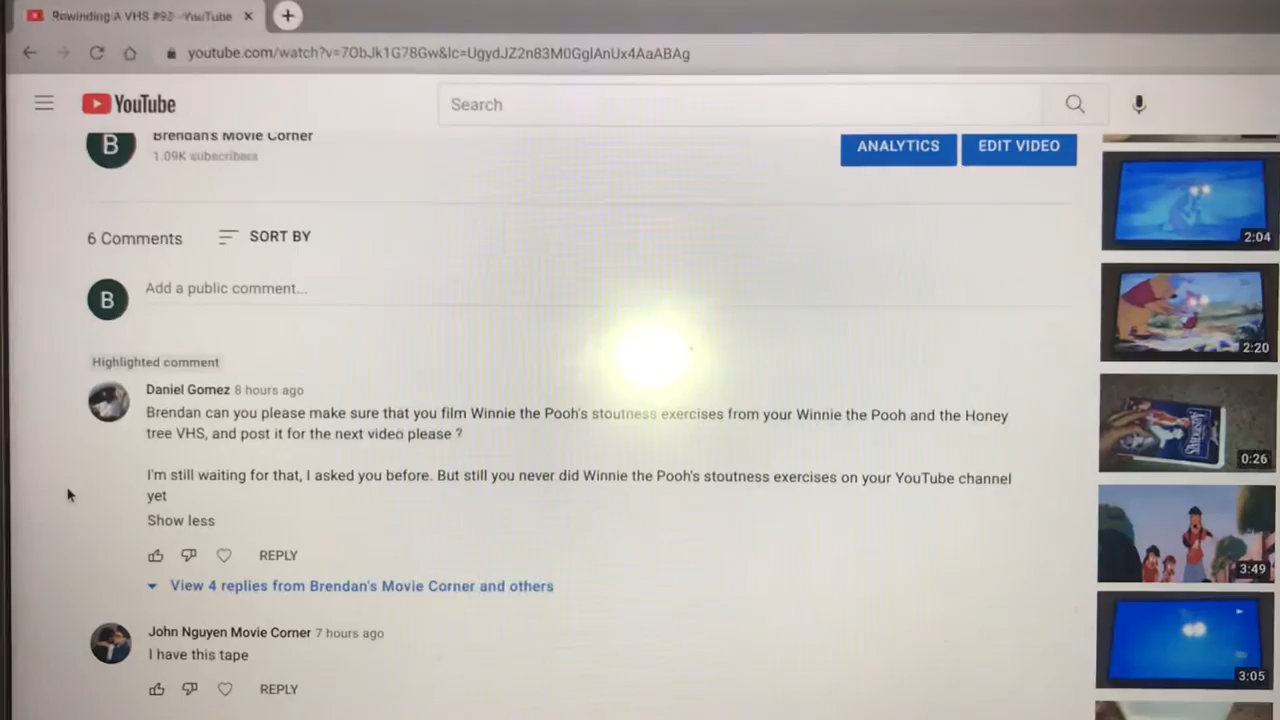 Rewinding A VHS #92 - YouTube
youtube.com/watch?v=7ObJk1G78Gw&lc=UgydJZ2n83M0GglAnUx4AaABAg
YouTube
Search
B
Brendan's Movie Corner
1.09K subscribers
ANALYTICS
EDIT VIDEO
6 Comments
SORT BY
B
Add a public comment...
Highlighted comment
Daniel Gomez 8 hours ago
Brendan can you please make sure that you film Winnie the Pooh's stoutness exercises from your Winnie the Pooh and the Honey
tree VHS, and post it for the next video please ?
I'm still waiting for that, I asked you before. But still you never did Winnie the Pooh's stoutness exercises on your YouTube channel
yet
Show less
REPLY
View 4 replies from Brendan's Movie Corner and others
John Nguyen Movie Corner 7 hours ago
I have this tape
REPLY
2:04
2:20
0:26
3:49
3:05